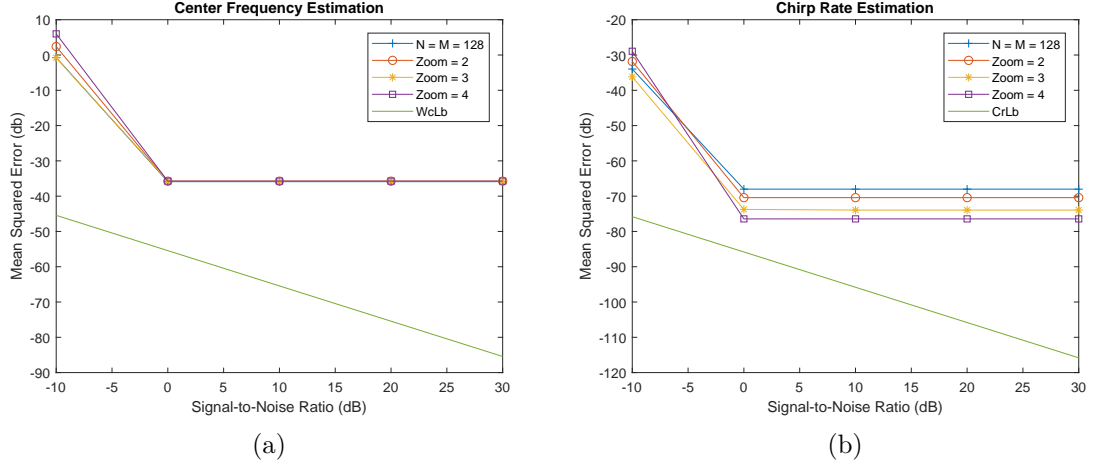 Center Frequency Estimation
10
0
-10
-20
-30
-40
-50
-60
-70
-80
-90
Mean Squared Error (db)
N = M = 128
Zoom = 2
Zoom = 3
Zoom = 4
WcLb
-10
-5
0
5
10
15
20
25
30
Signal-to-Noise Ratio (dB)
(a)
Chirp Rate Estimation
-20
-30
-40
-50
-60
-70
-80
-90
-100
-110
-120
Mean Squared Error (db)
N = M = 128
Zoom = 2
Zoom = 3
Zoom = 4
CrLb
-10
-5
0
5
10
15
20
25
30
Signal-to-Noise Ratio (dB)
(b)